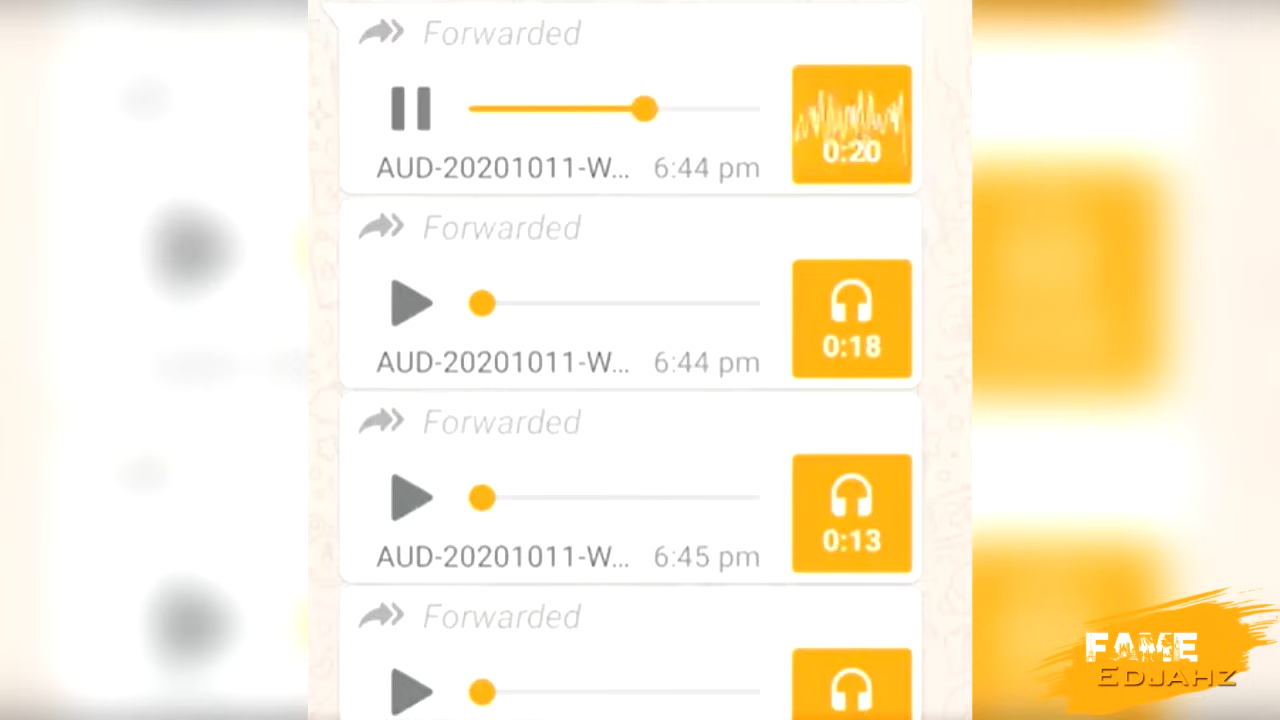 Forwarded
0:20
AUD-20201011-W... 6:44 pm
Forwarded
0:18
AUD-20201011-W... 6:44 pm
Forwarded
0:13
AUD-20201011-W... 6:45 pm
Forwarded
FAME
EDJAHZ